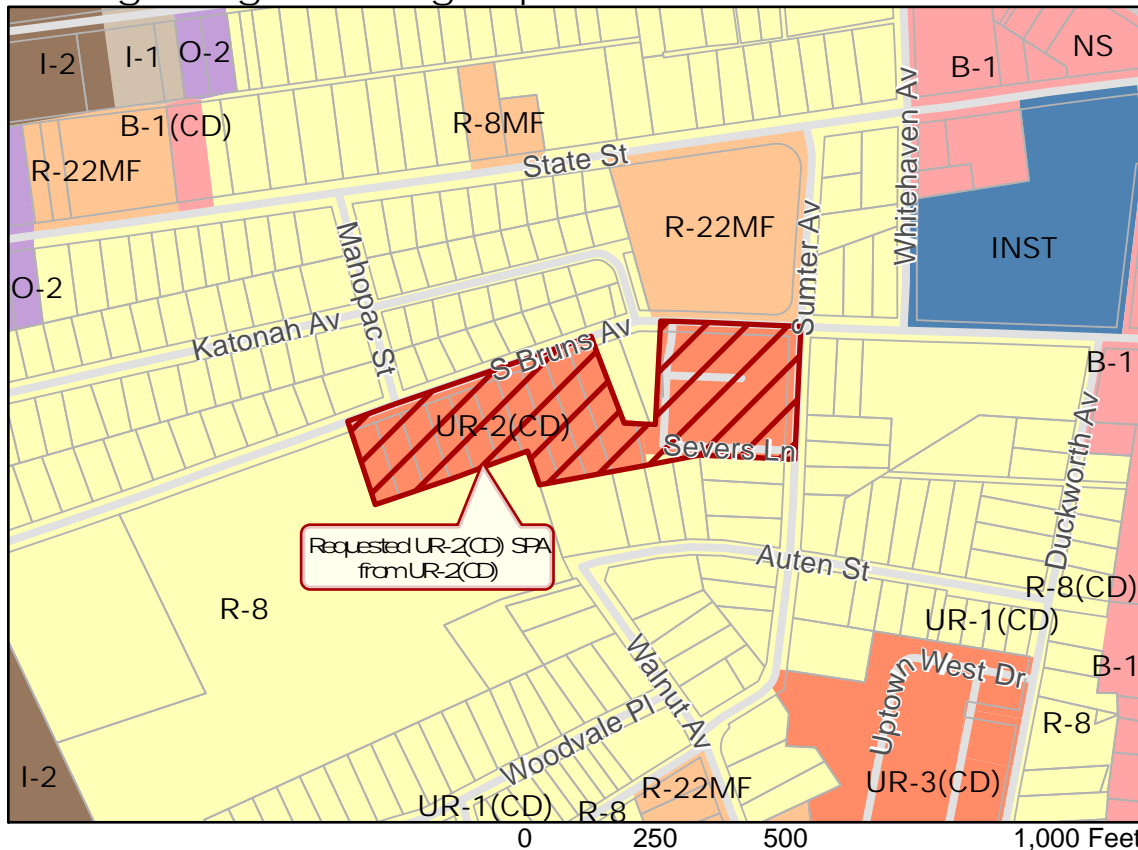 I-2
I-1
O-2
B-1
NS
B-1(CD)
R-8MF
R-22MF
State St
Whitehaven Av
Mahopac St
R-22MF
Sumter Av
INST
O-2
Katonah Av
S Bruns Av
B-1
UR-2(CD)
Severs Ln
Duckworth Av
Requested UR-2(CD) SPA
from UR-2(CD)
Auten St
R-8(CD)
R-8
UR-1(CD)
Walnut Av
Uptown West Dr
B-1
R-8
Woodvale Pl
I-2
R-22MF
UR-3(CD)
UR-1(CD)
R-8
0 250 500 1,000 Feet